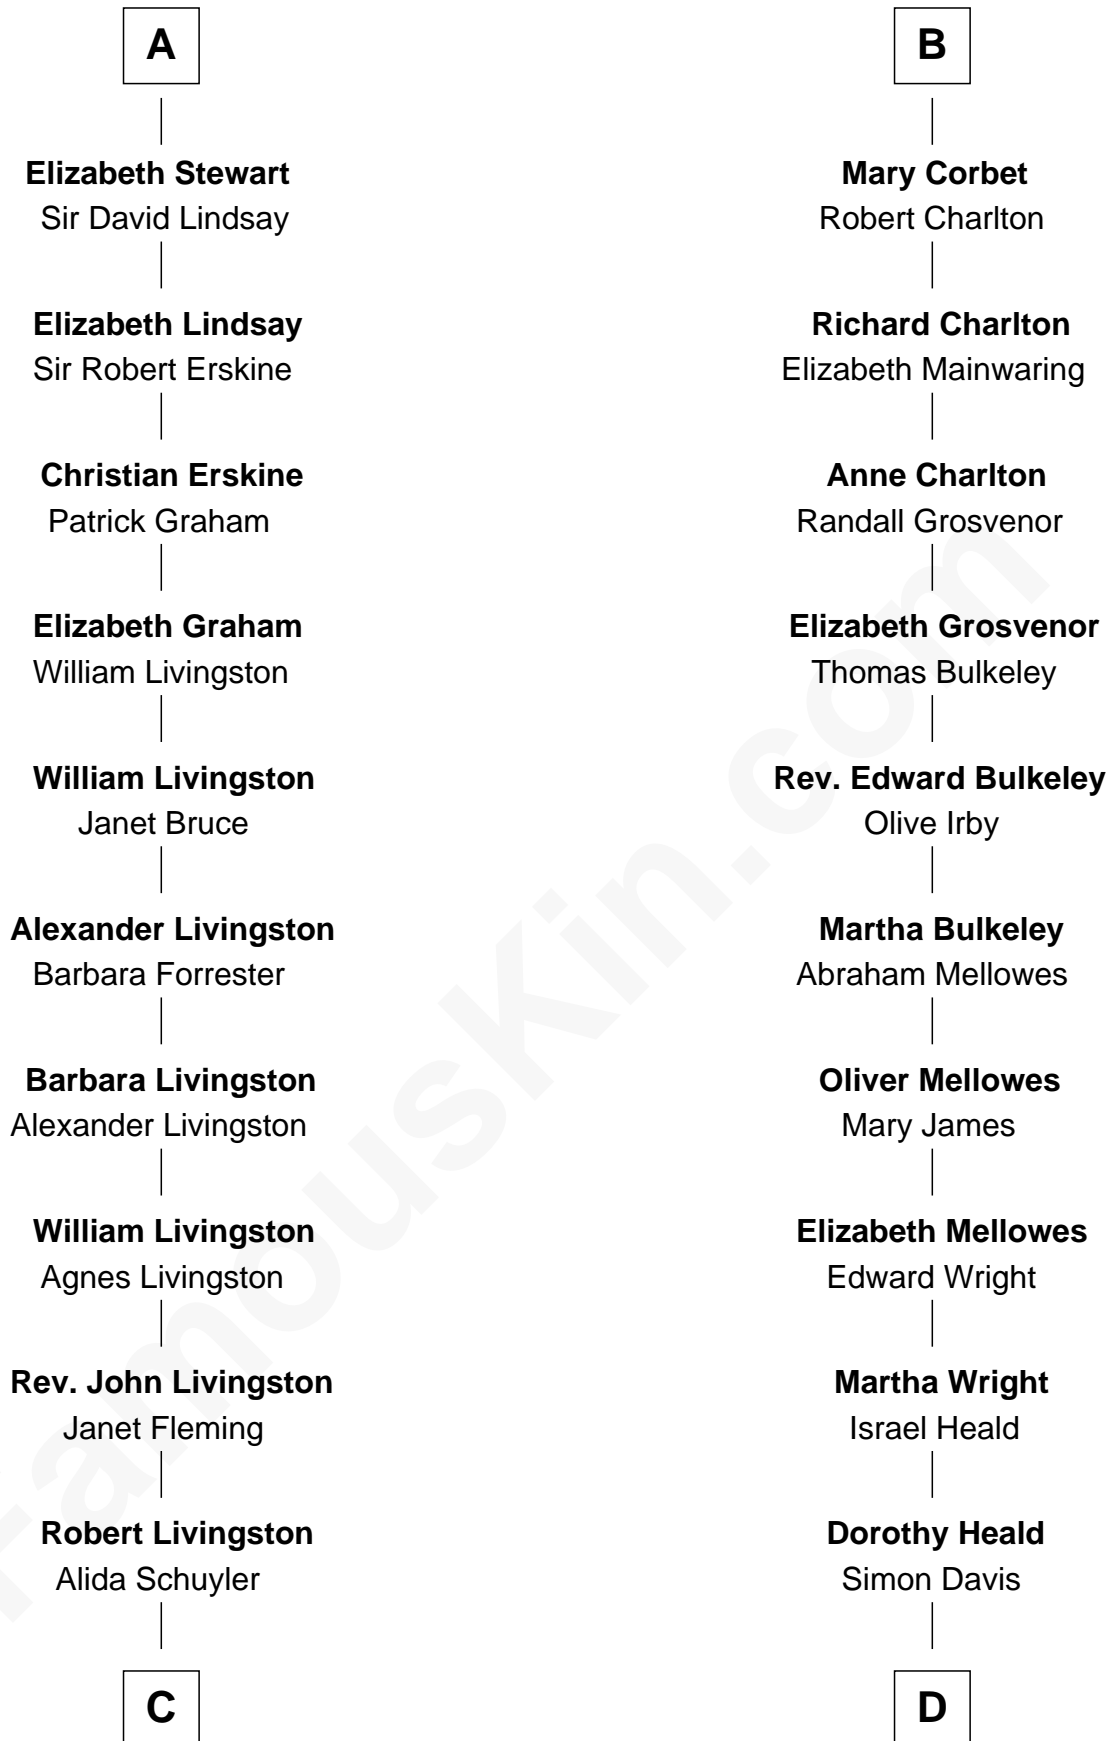 A
Elizabeth Stewart
Sir David Lindsay
Elizabeth Lindsay
Sir Robert Erskine
Christian Erskine
Patrick Graham
Elizabeth Graham
William Livingston
William Livingston
Janet Bruce
Alexander Livingston
Barbara Forrester
Barbara Livingston
Alexander Livingston
William Livingston
Agnes Livingston
Rev. John Livingston
Janet Fleming
Robert Livingston
Alida Schuyler
C
B
Mary Corbet
Robert Charlton
Richard Charlton
Elizabeth Mainwaring
Anne Charlton
Randall Grosvenor
Elizabeth Grosvenor
Thomas Bulkeley
Rev. Edward Bulkeley
Olive Irby
Martha Bulkeley
Abraham Mellowes
Oliver Mellowes
Mary James
Elizabeth Mellowes
Edward Wright
Martha Wright
Israel Heald
Dorothy Heald
Simon Davis
D
FamousKin.com